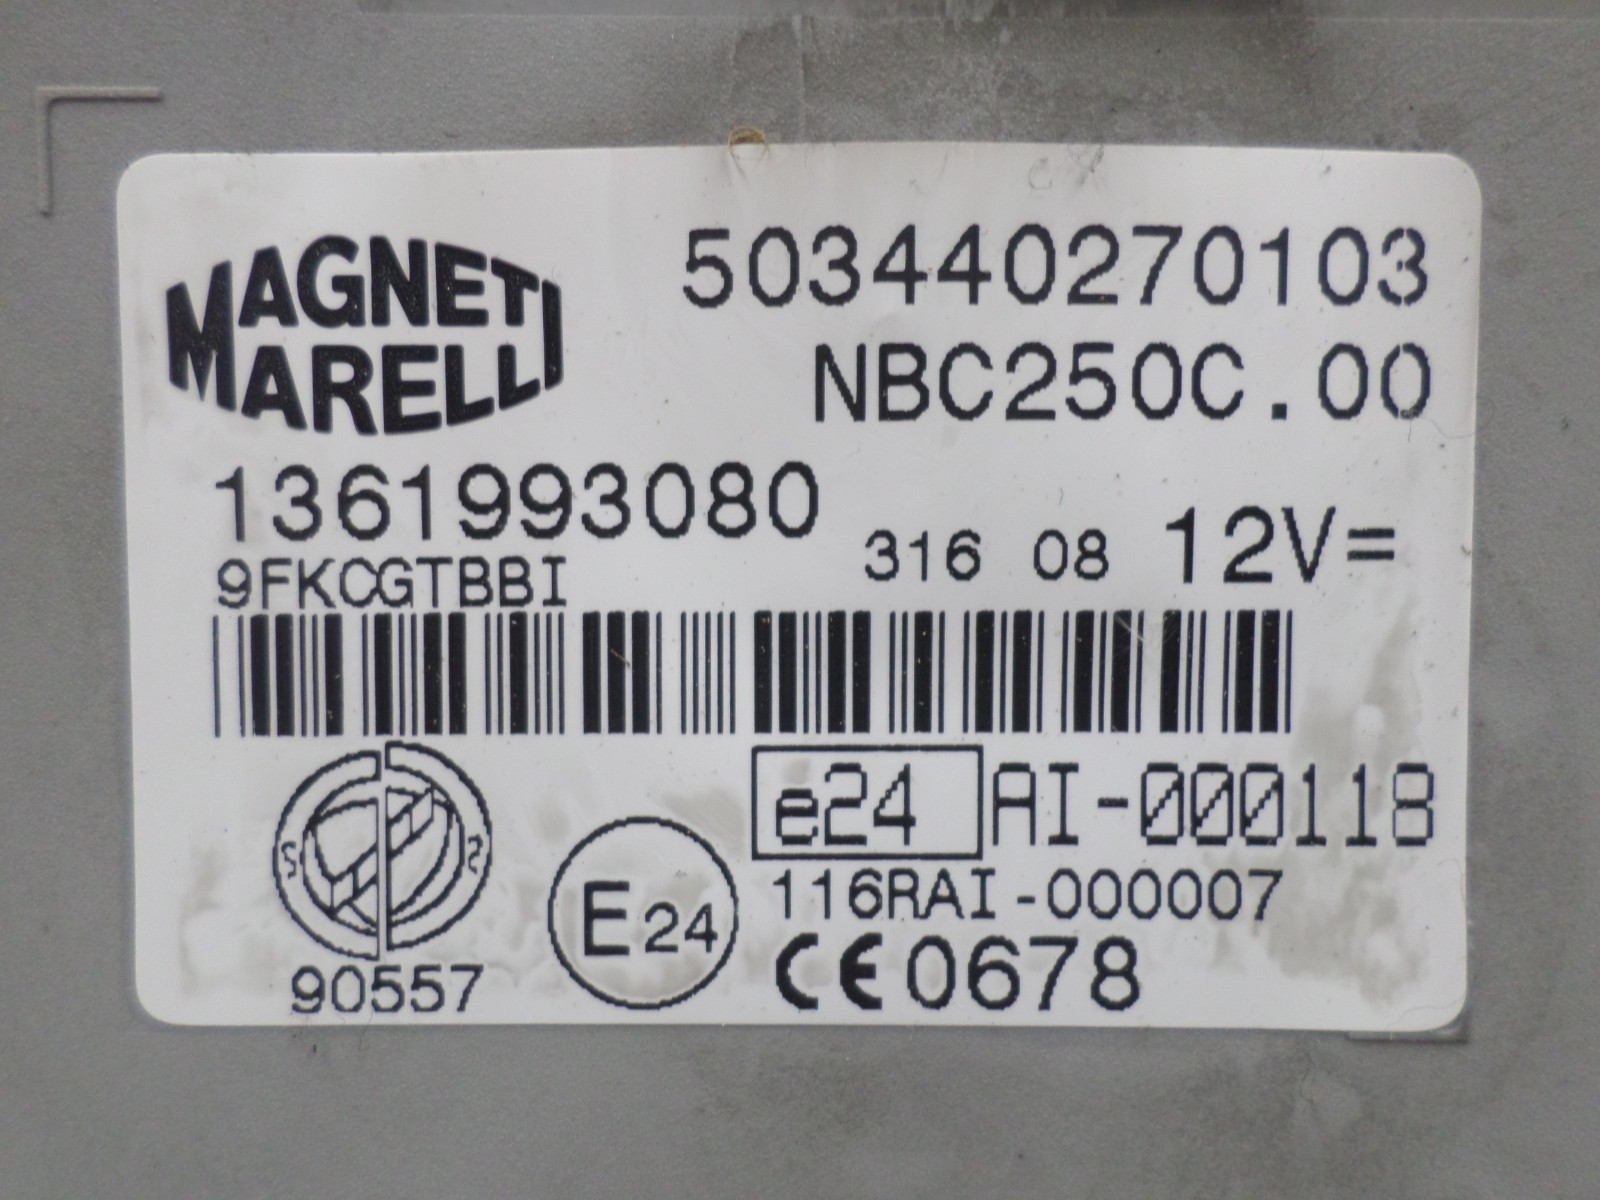 MAGNETI
MARELLI
503440270103
NBC250C.00
1361993080
316 08 12V=
9FKCGTBBI
e24 AI-000118
E24
116RAI-000007
CE0678
90557